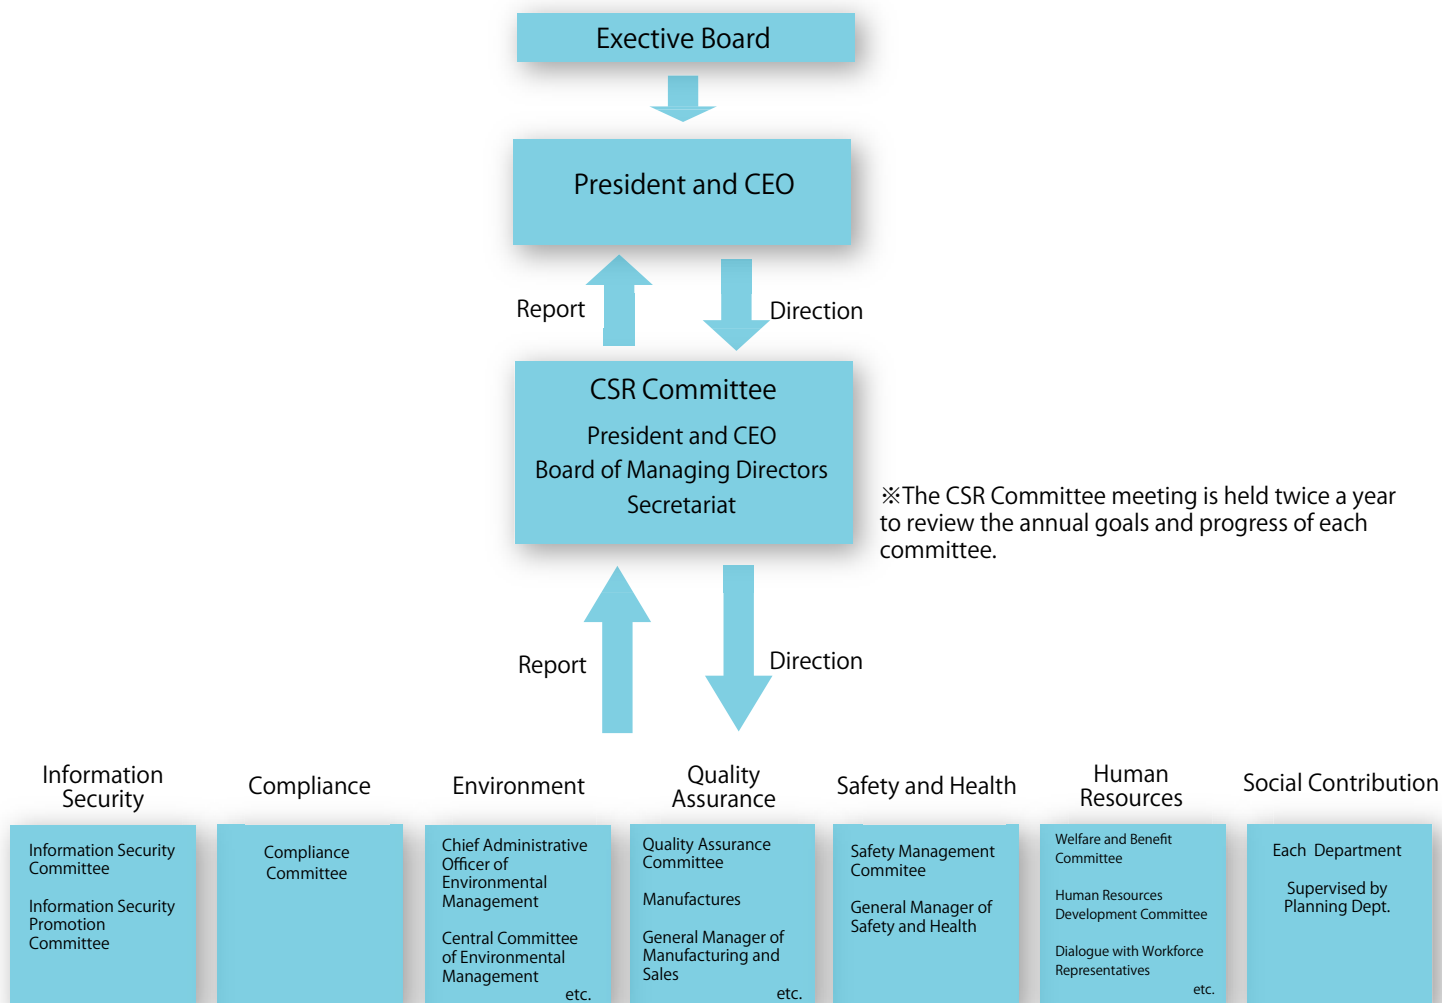 Exective Board
President and CEO
Report
Direction
CSR Committee
President and CEO
Board of Managing Directors
Secretariat
※The CSR Committee meeting is held twice a year
to review the annual goals and progress of each
committee.
Report
Direction
Information
Security
Compliance
Environment
Quality
Assurance
Safety and Health
Human
Resources
Social Contribution
Information Security
Committee
Information Security
Promotion
Committee
Compliance
Committee
Chief Administrative
Officer of
Environmental
Management
Central Committee
of Environmental
Management
etc.
Quality Assurance
Committee
Manufactures
General Manager of
Manufacturing and
Sales
etc.
Safety Management
Commitee
General Manager of
Safety and Health
Welfare and Benefit
Committee
Human Resources
Development Committee
Dialogue with Workforce
Representatives
etc.
Each Department
Supervised by
Planning Dept.